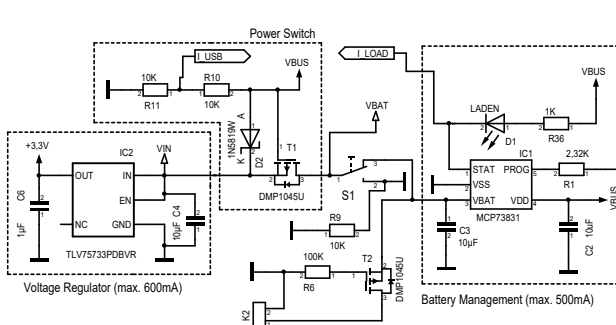 Power Switch
I_USB
VBUS
10K
R11
R10
10K
1N5819W
A
K
D2
T1
DMP1045U
I_LOAD
VBAT
S1
R9
10K
VBUS
LADEN
D1
1K
R36
IC1
STAT
VSS
VBAT
PROG
VDD
MCP73831
2,32K
R1
VBUS
C3
10µF
C2
10uF
Battery Management (max. 500mA)
+3,3V
IC2
VIN
OUT
IN
EN
NC
GND
C6
1µF
C4
10µF
TLV75733PDBVR
Voltage Regulator (max. 600mA)
100K
R6
T2
DMP1045U
K2